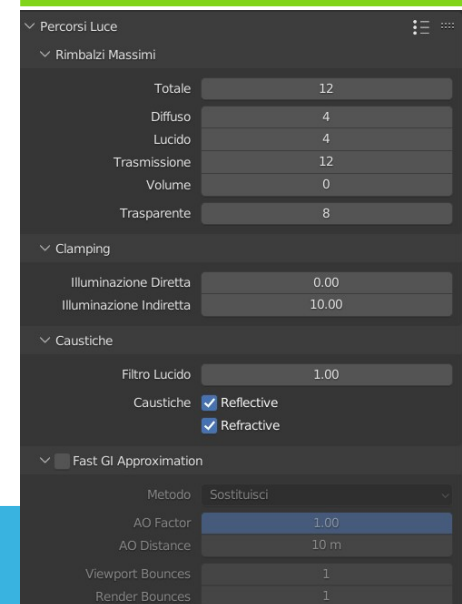 Percorsi Luce
Rimbalzi Massimi
Totale 12
Diffuso 4
Lucido 4
Trasmissione 12
Volume 0
Trasparente 8
Clamping
Illuminazione Diretta 0.00
Illuminazione Indiretta 10.00
Caustiche
Filtro Lucido 1.00
Caustiche Reflective
Refractive
Fast GI Approximation
Metodo Sostituisci
AO Factor 1.00
AO Distance 10 m
Viewport Bounces 1
Render Bounces 1